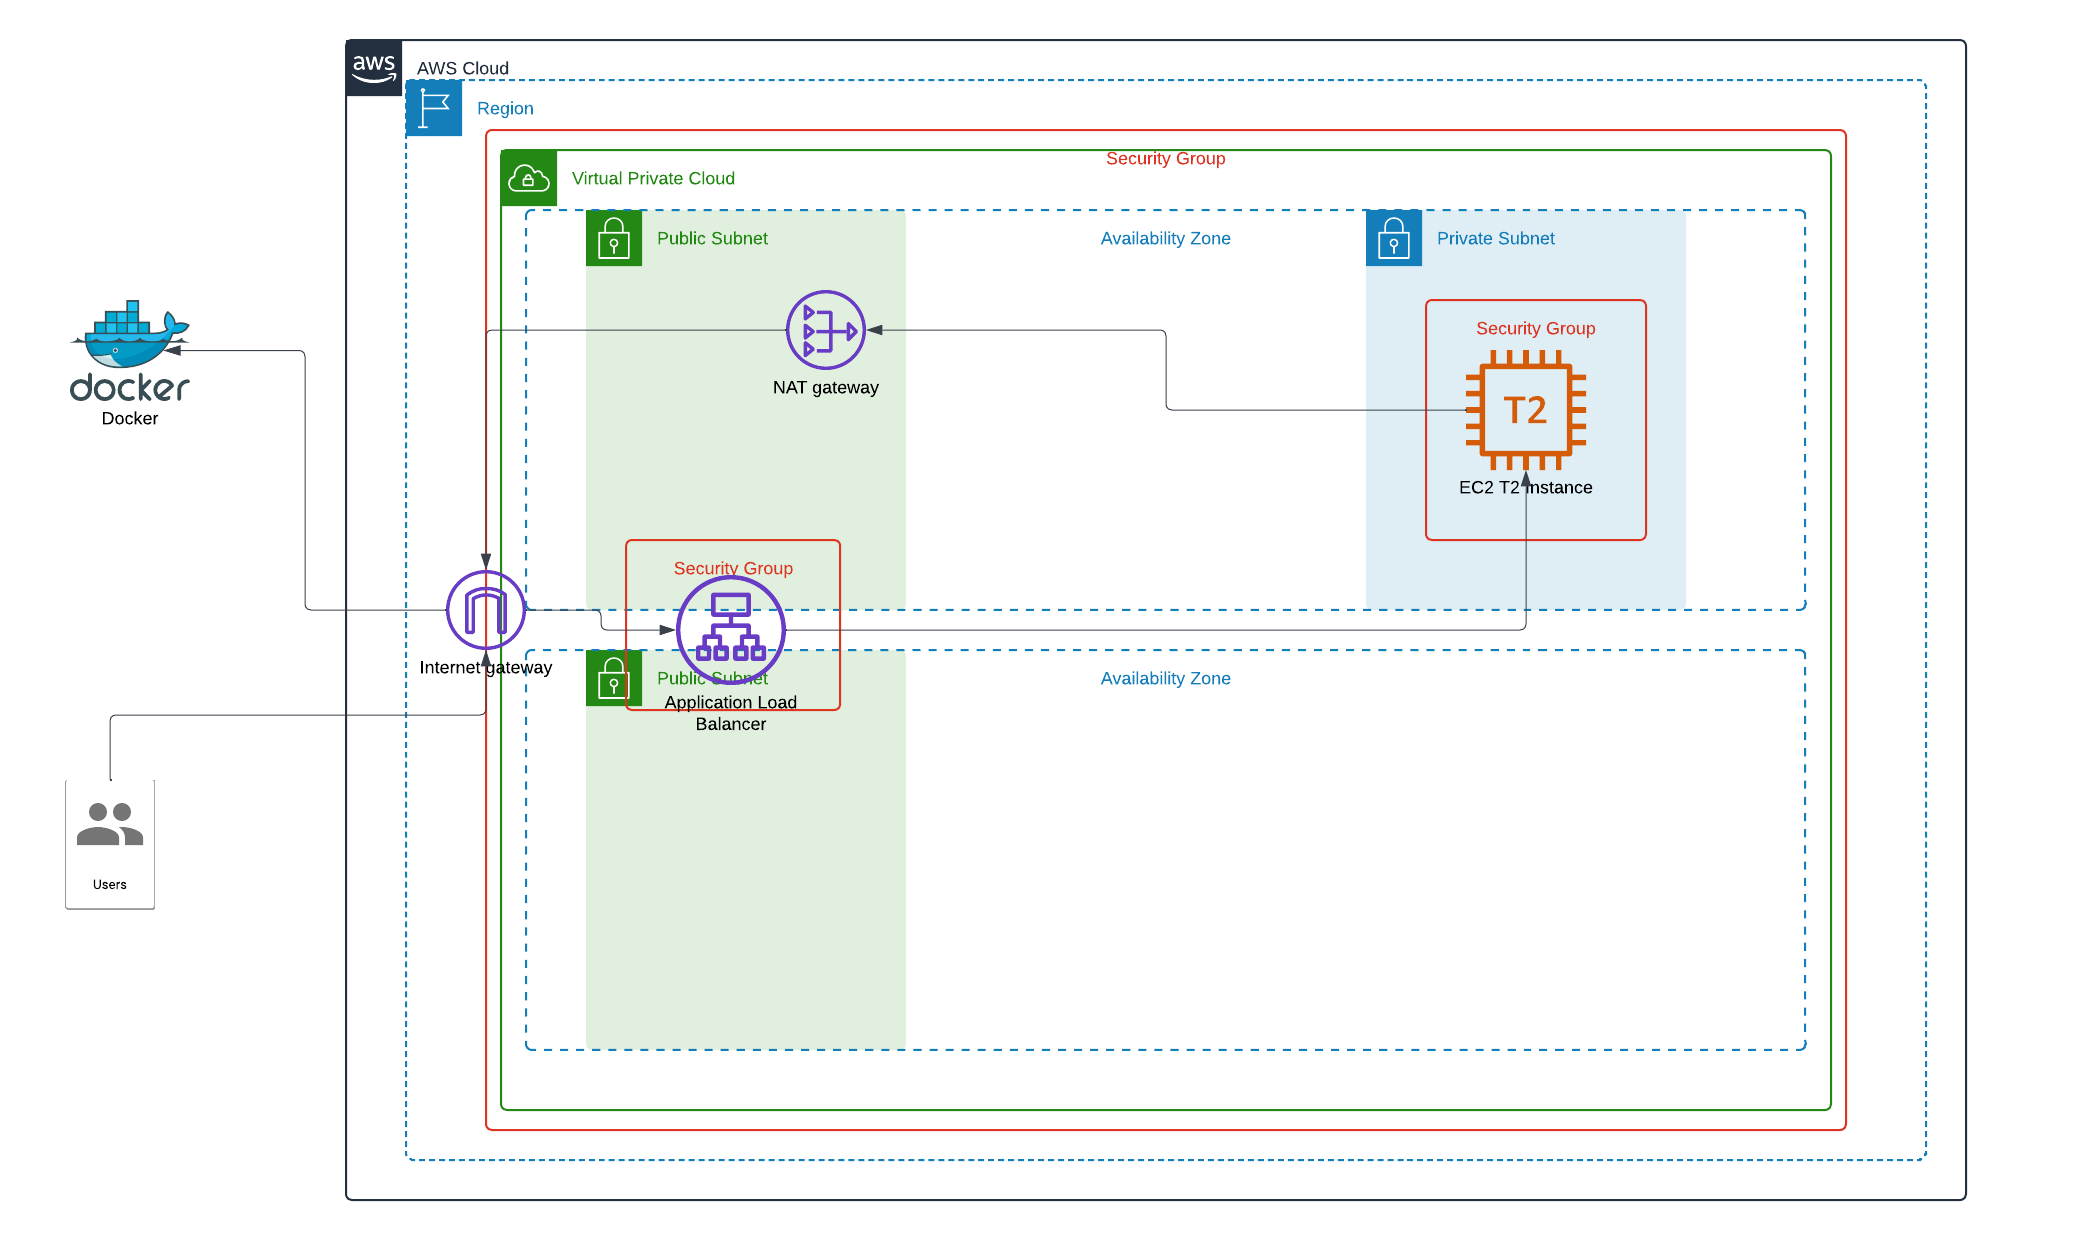 aws
AWS Cloud
Region
Security Group
Virtual Private Cloud
Public Subnet
Availability Zone
Private Subnet
Security Group
T2
EC2 T2 Instance
NAT gateway
docker
Docker
Security Group
Internet gateway
Public Subnet
Availability Zone
Application Load
Balancer
Users